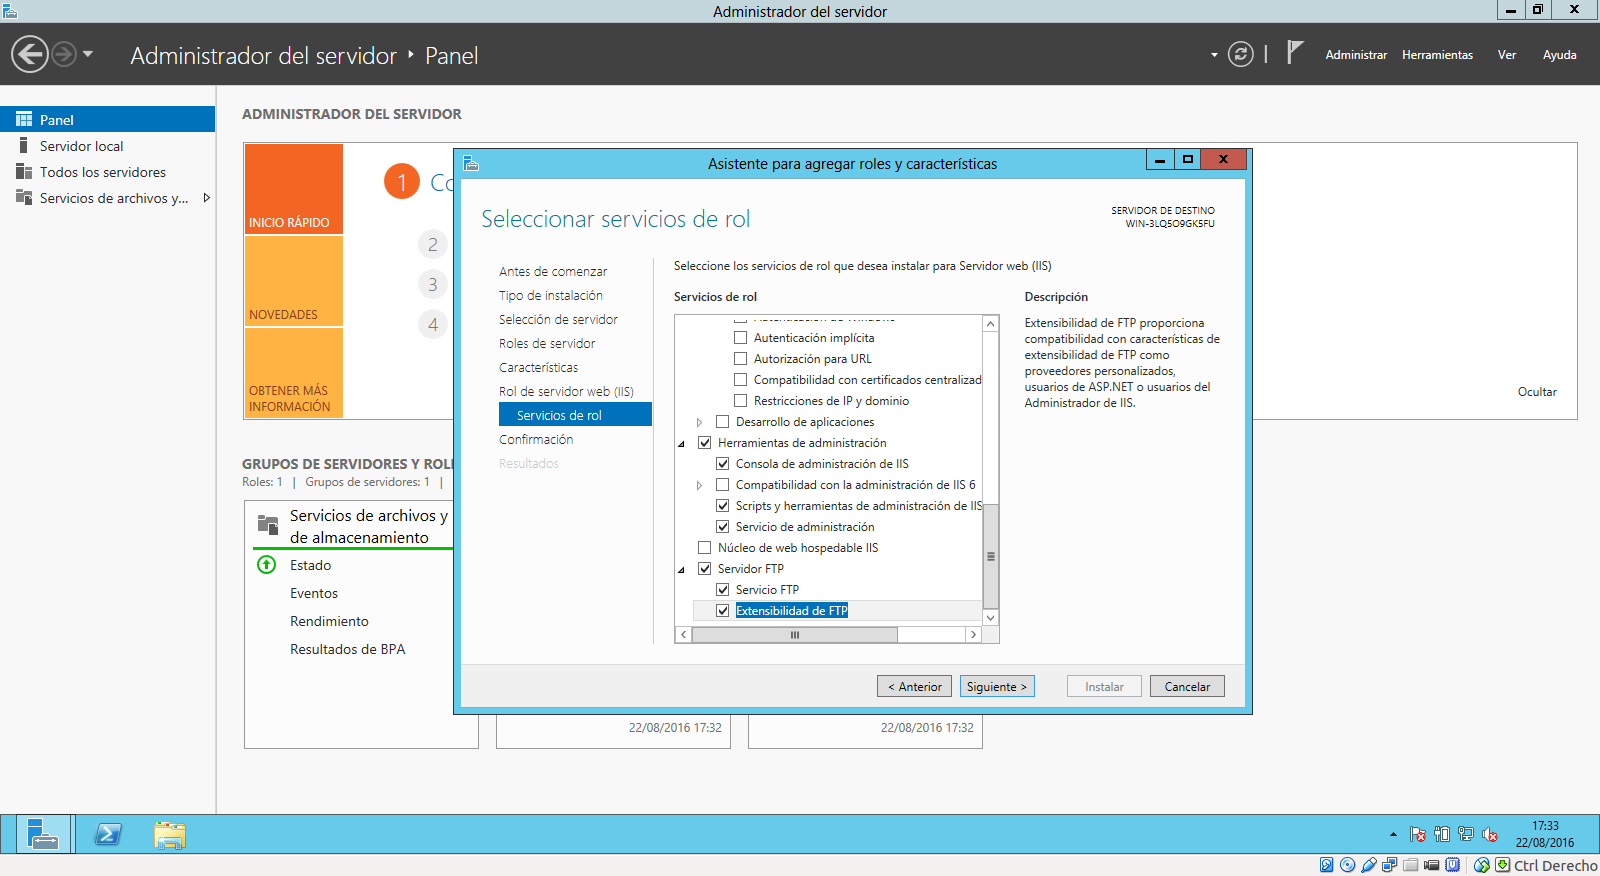 Administrador del servidor
Administrador del servidor ‣ Panel
Administrar Herramientas Ver Ayuda
Panel
Servidor local
Todos los servidores
Servicios de archivos y...
ADMINISTRADOR DEL SERVIDOR
INICIO RÁPIDO
NOVEDADES
OBTENER MÁS
INFORMACIÓN
1 Co
2
3
4
Ocultar
GRUPOS DE SERVIDORES Y ROL
Roles: 1 | Grupos de servidores: 1 |
Servicios de archivos y
de almacenamiento
Estado
Eventos
Rendimiento
Resultados de BPA
22/08/2016 17:32
22/08/2016 17:32
Asistente para agregar roles y características
Seleccionar servicios de rol
SERVIDOR DE DESTINO
WIN-3LQ5O9GK5FU
Antes de comenzar
Tipo de instalación
Selección de servidor
Roles de servidor
Características
Rol de servidor web (IIS)
Servicios de rol
Confirmación
Resultados
Seleccione los servicios de rol que desea instalar para Servidor web (IIS)
Servicios de rol
Autenticación de Windows
Autenticación implícita
Autorización para URL
Compatibilidad con certificados centralizad
Restricciones de IP y dominio
Desarrollo de aplicaciones
Herramientas de administración
Consola de administración de IIS
Compatibilidad con la administración de IIS 6
Scripts y herramientas de administración de IIS
Servicio de administración
Núcleo de web hospedable IIS
Servidor FTP
Servicio FTP
Extensibilidad de FTP
Descripción
Extensibilidad de FTP proporciona
compatibilidad con características de
extensibilidad de FTP como
proveedores personalizados,
usuarios de ASP.NET o usuarios del
Administrador de IIS.
< Anterior
Siguiente >
Instalar
Cancelar
17:33
22/08/2016
Ctrl Derecho